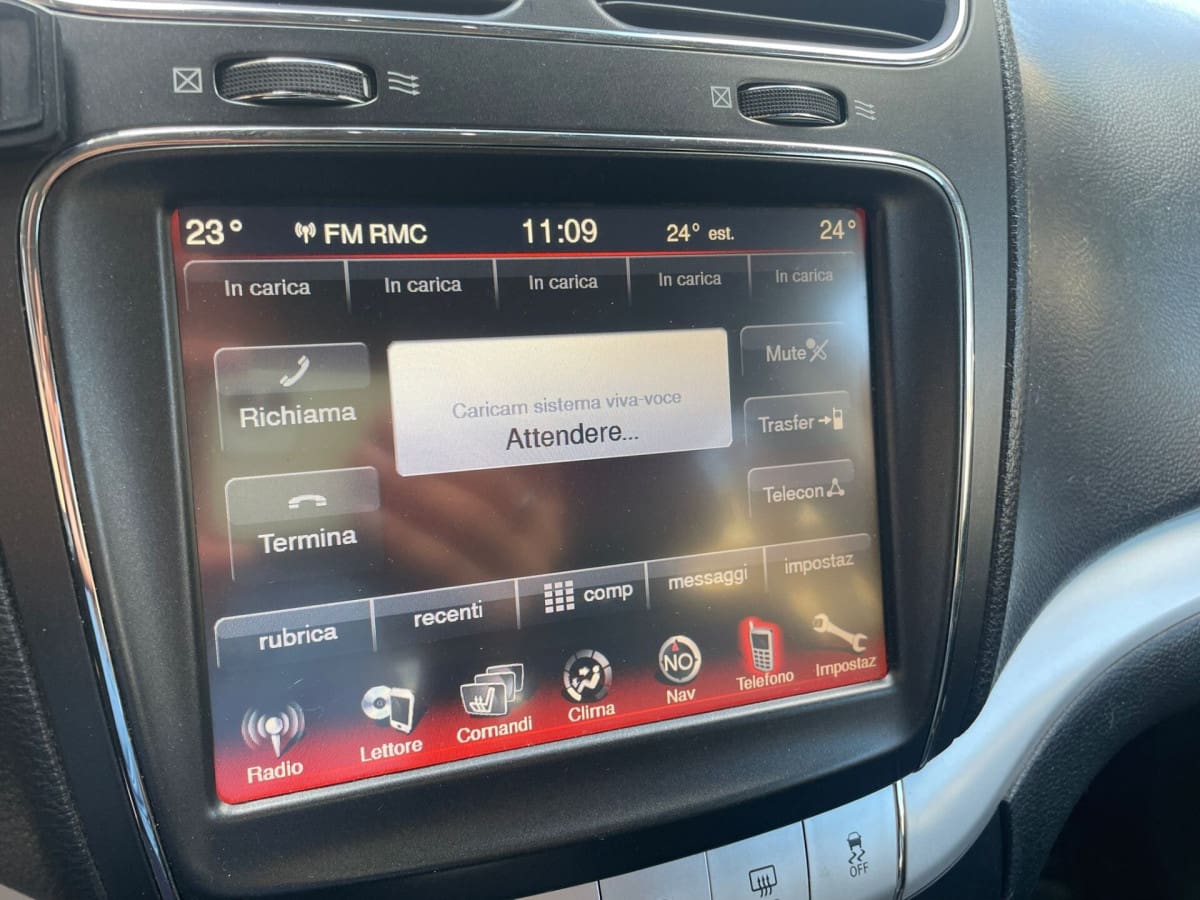 23° FM RMC 11:09 24° est. 24°
In carica In carica In carica In carica In carica
Richiama
Caricam sistema viva-voce
Attendere...
Mute
Trasfer
Telecon
Termina
rubrica recenti comp messaggi impostaz
NO
Radio Lettore Comandi Clima Nav Telefono Impostaz
OFF